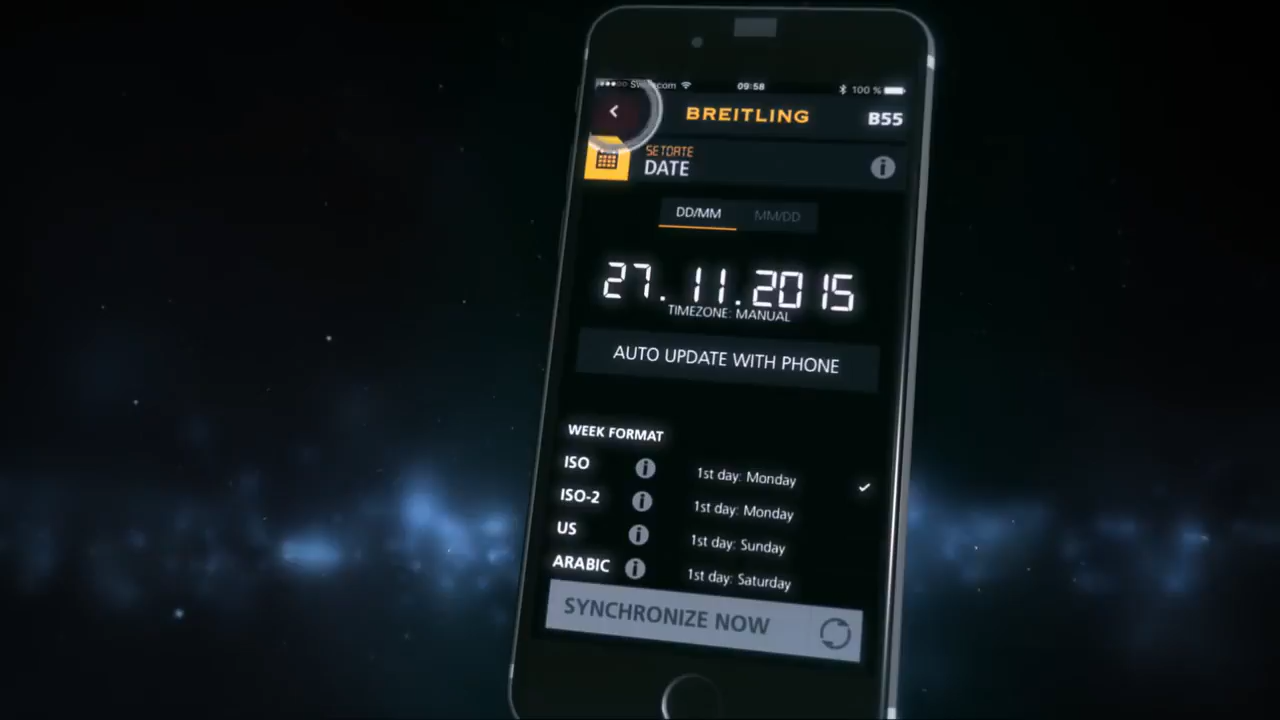 09:58
100 %
BREITLING
B55
SET DATE
DATE
DD/MM MM/DD
27.11.2015
TIMEZONE: MANUAL
AUTO UPDATE WITH PHONE
WEEK FORMAT
ISO 1st day: Monday
ISO-2 1st day: Monday
US 1st day: Sunday
ARABIC 1st day: Saturday
SYNCHRONIZE NOW